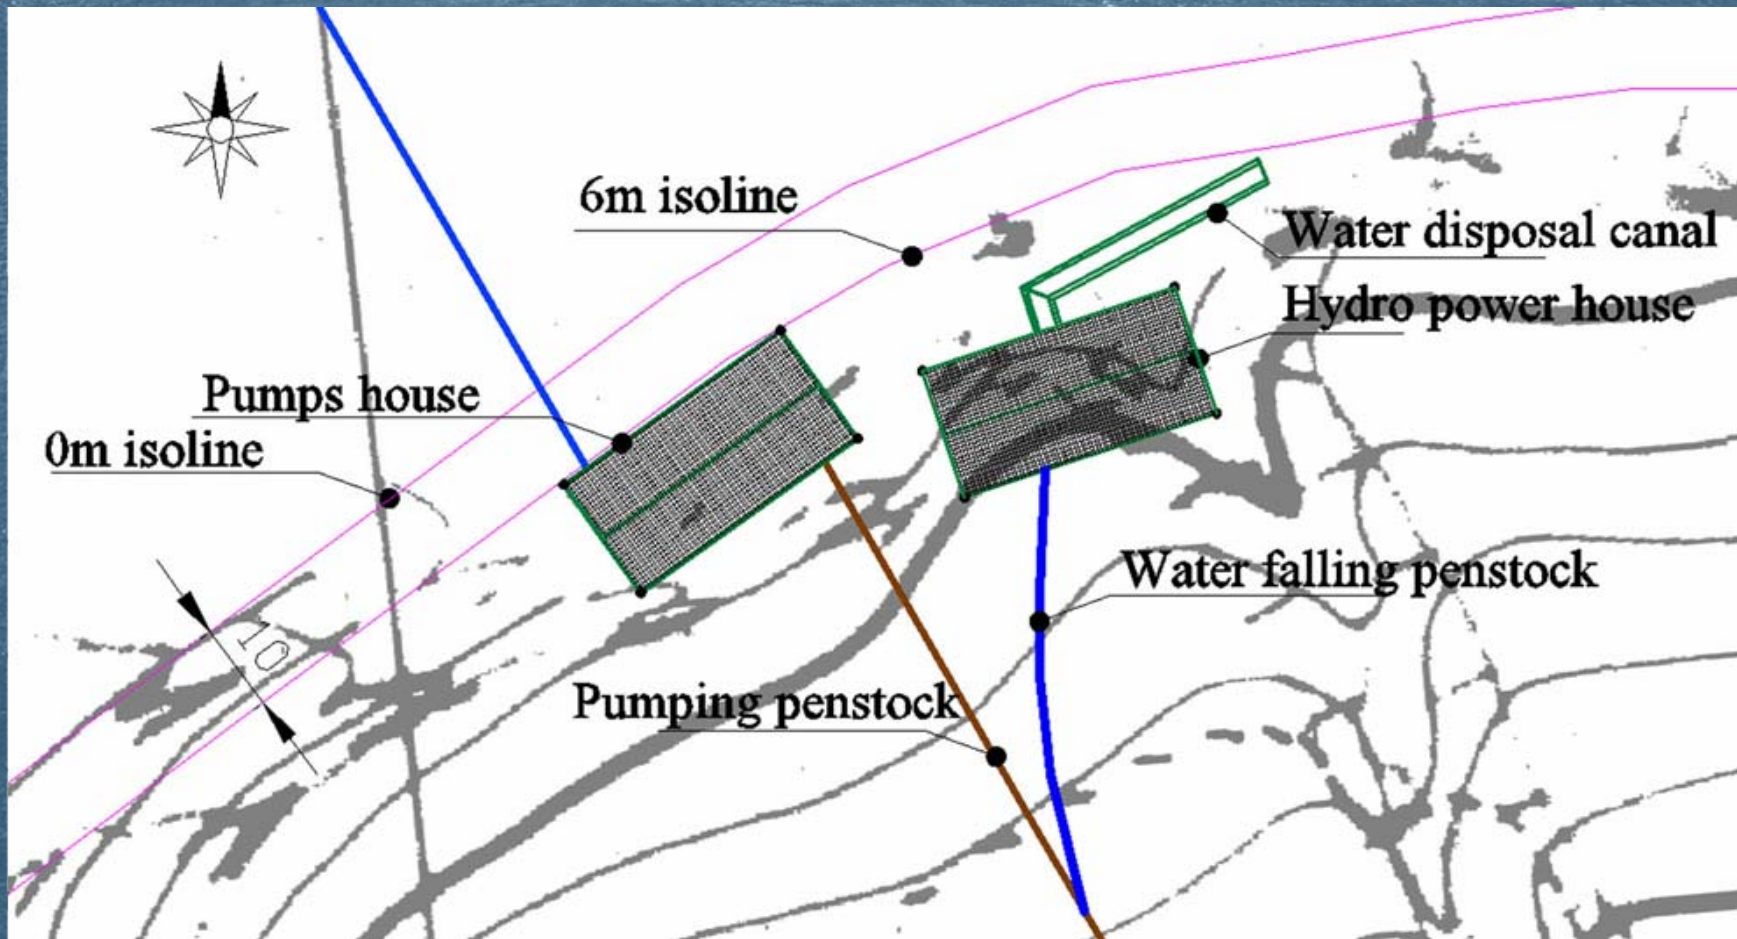 6m isoline
Water disposal canal
Hydro power house
Pumps house
0m isoline
Water falling penstock
10
Pumping penstock